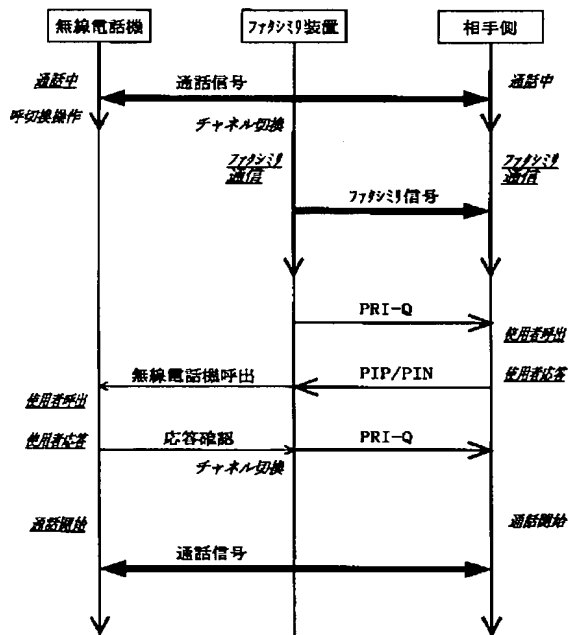 無線電話機 ﾌｧｸｼﾐﾘ装置 相手側
通話中 通話信号 通話中
呼切換操作 チャネル切換
ﾌｧｸｼﾐﾘ
通信
ﾌｧｸｼﾐﾘ
通信
ﾌｧｸｼﾐﾘ信号
PRI-Q
使用者呼出
無線電話機呼出 PIP/PIN 使用者応答
使用者呼出
使用者応答 応答確認 PRI-Q
チャネル切換
通話開始 通話開始
通話信号